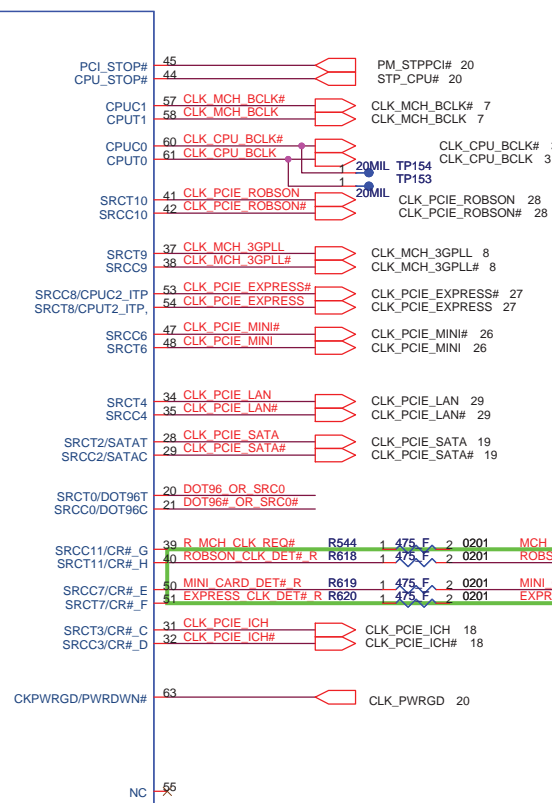 PCI_STOP# 45 PM_STPPCI# 20
CPU_STOP# 44 STP_CPU# 20
CPUC1 57 CLK_MCH_BCLK# CLK_MCH_BCLK# 7
CPUT1 58 CLK_MCH_BCLK CLK_MCH_BCLK 7
CPUC0 60 CLK_CPU_BCLK# CLK_CPU_BCLK#
CPUT0 61 CLK_CPU_BCLK CLK_CPU_BCLK 3
1 20MIL TP154
1 TP153
20MIL
SRCT10 41 CLK_PCIE_ROBSON CLK_PCIE_ROBSON 28
SRCC10 42 CLK_PCIE_ROBSON# CLK_PCIE_ROBSON# 28
SRCT9 37 CLK_MCH_3GPLL CLK_MCH_3GPLL 8
SRCC9 38 CLK_MCH_3GPLL# CLK_MCH_3GPLL# 8
SRCC8/CPUC2_ITP 53 CLK_PCIE_EXPRESS# CLK_PCIE_EXPRESS# 27
SRCT8/CPUT2_ITP, 54 CLK_PCIE_EXPRESS CLK_PCIE_EXPRESS 27
SRCC6 47 CLK_PCIE_MINI# CLK_PCIE_MINI# 26
SRCT6 48 CLK_PCIE_MINI CLK_PCIE_MINI 26
SRCT4 34 CLK_PCIE_LAN CLK_PCIE_LAN 29
SRCC4 35 CLK_PCIE_LAN# CLK_PCIE_LAN# 29
SRCT2/SATAT 28 CLK_PCIE_SATA CLK_PCIE_SATA 19
SRCC2/SATAC 29 CLK_PCIE_SATA# CLK_PCIE_SATA# 19
SRCT0/DOT96T 20 DOT96_OR_SRC0
SRCC0/DOT96C 21 DOT96#_OR_SRC0#
SRCC11/CR#_G 39 R_MCH_CLK_REQ# R544 1 475_F 2 0201 MCH
SRCT11/CR#_H 40 ROBSON_CLK_DET#_R R618 1 475_F 2 0201 ROBS
SRCC7/CR#_E 50 MINI_CARD_DET#_R R619 1 475_F 2 0201 MINI_
SRCT7/CR#_F 51 EXPRESS_CLK_DET#_R R620 1 475_F 2 0201 EXPR
SRCT3/CR#_C 31 CLK_PCIE_ICH CLK_PCIE_ICH 18
SRCC3/CR#_D 32 CLK_PCIE_ICH# CLK_PCIE_ICH# 18
CKPWRGD/PWRDWN# 63 CLK_PWRGD 20
NC 55